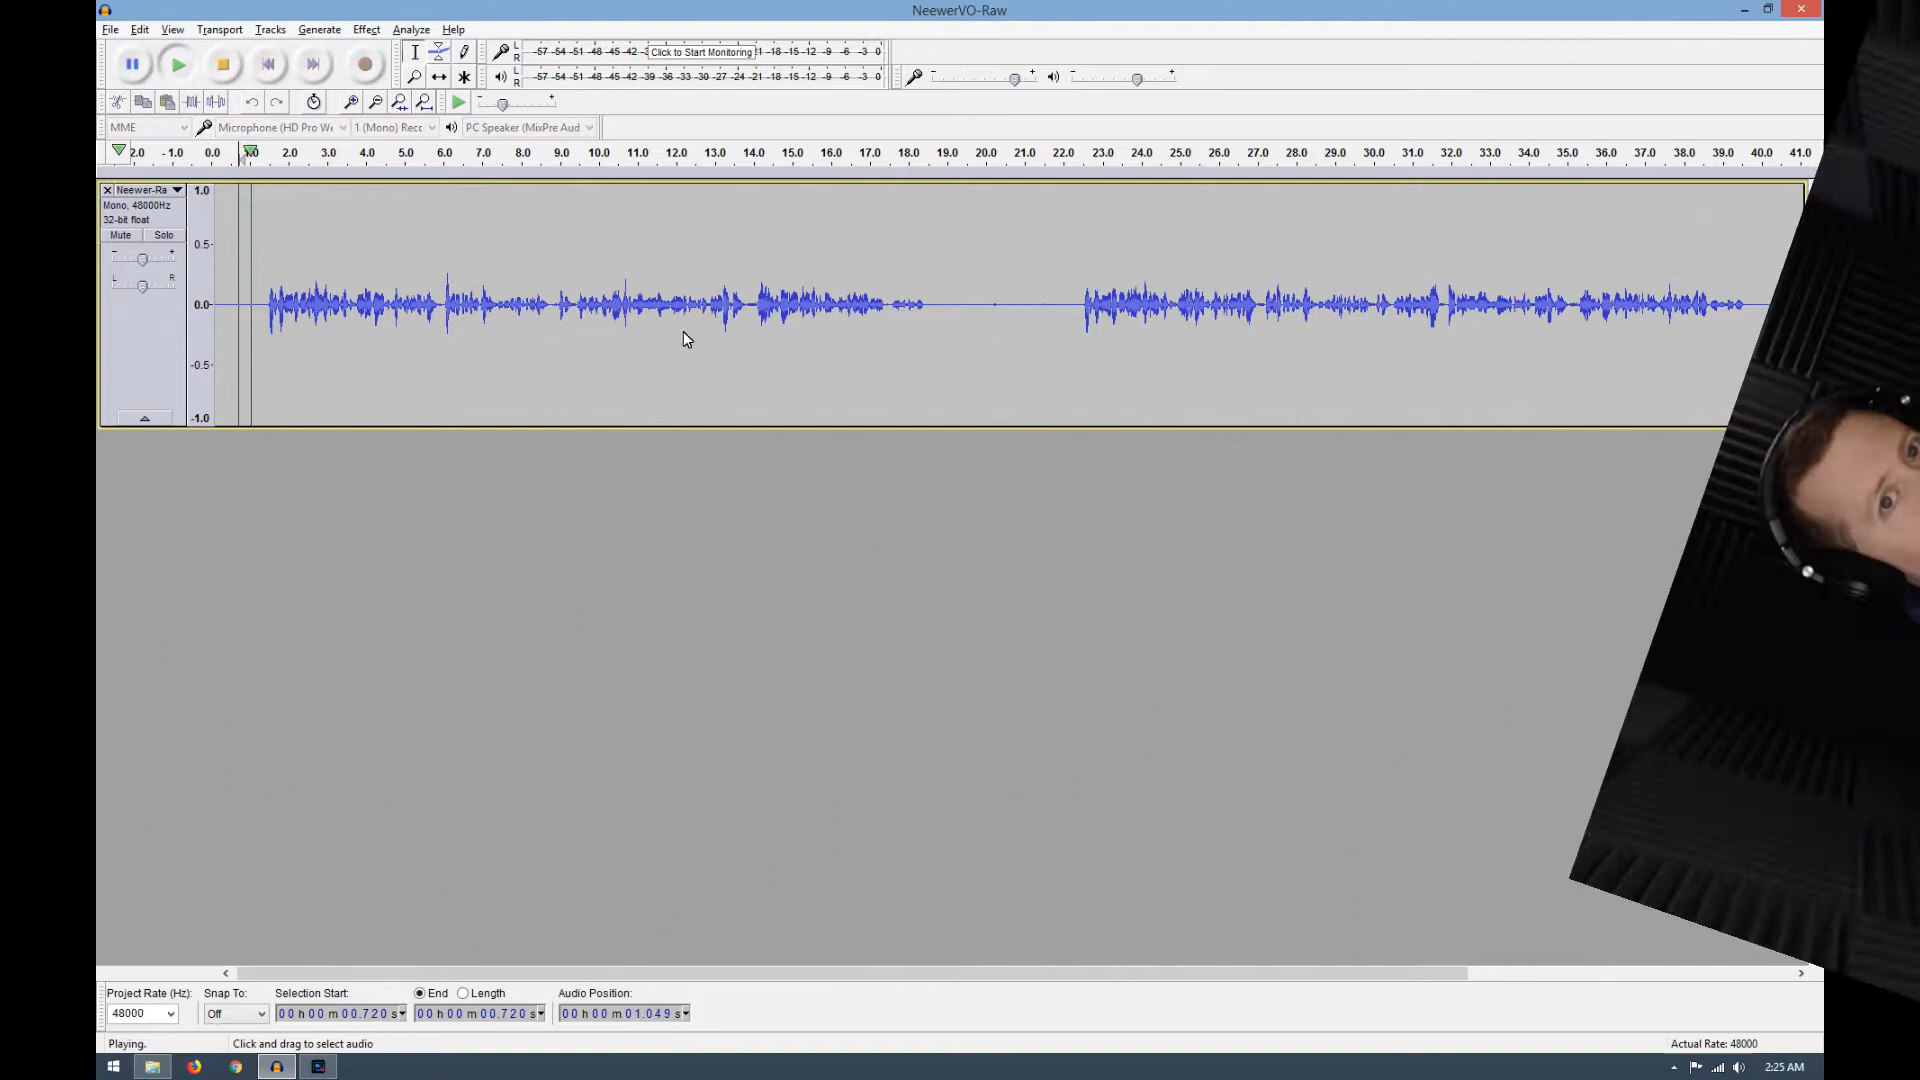 NeewerVO-Raw
File Edit View Transport Tracks Generate Effect Analyze Help
L -57 -54 -51 -48 -45 -42 Click to Start Monitoring 21 -18 -15 -12 -9 -6 -3 0
R
L -57 -54 -51 -48 -45 -42 -39 -36 -33 -30 -27 -24 -21 -18 -15 -12 -9 -6 -3 0
R
MME Microphone (HD Pro We 1 (Mono) Recc PC Speaker (MixPre Aud
2.0 - 1.0 0.0 1.0 2.0 3.0 4.0 5.0 6.0 7.0 8.0 9.0 10.0 11.0 12.0 13.0 14.0 15.0 16.0 17.0 18.0 19.0 20.0 21.0 22.0 23.0 24.0 25.0 26.0 27.0 28.0 29.0 30.0 31.0 32.0 33.0 34.0 35.0 36.0 37.0 38.0 39.0 40.0 41.0
Neewer-Ra 1.0
Mono, 48000Hz
32-bit float
Mute Solo
0.5-
- +
L R
0.0-
-0.5-
-1.0
Project Rate (Hz): Snap To: Selection Start: End Length Audio Position:
48000 Off 00 h 00 m 00.720 s 00 h 00 m 00.720 s 00 h 00 m 01.049 s
Playing. Click and drag to select audio Actual Rate: 48000
2:25 AM